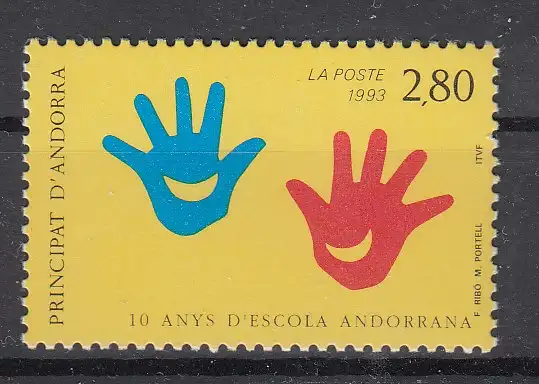 PRINCIPAT D'ANDORRA
LA POSTE
1993
2,80
F RIBÓ M. PORTELL ITVF
10 ANYS D'ESCOLA ANDORRANA